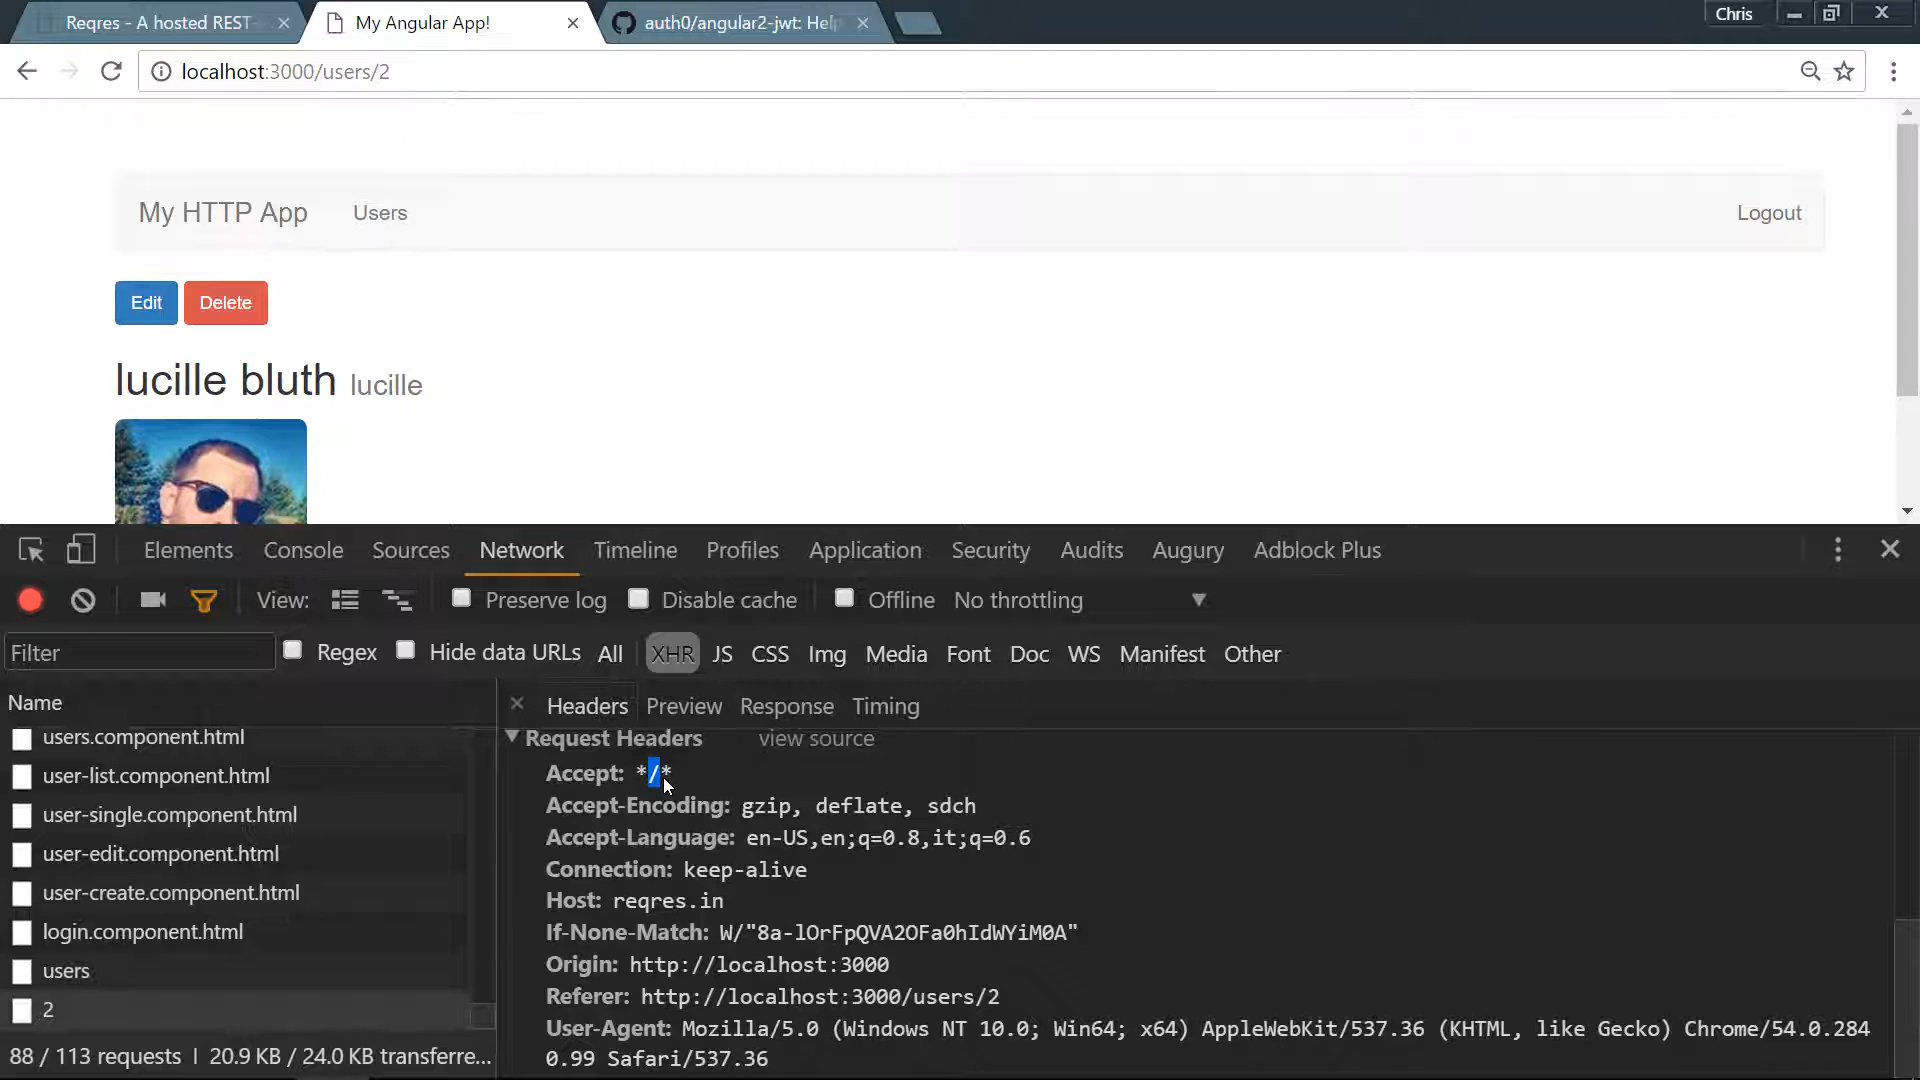 Reqres - A hosted REST
My Angular App!
auth0/angular2-jwt: Help
Chris
localhost:3000/users/2
My HTTP App
Users
Logout
Edit
Delete
lucille bluth lucille
Elements
Console
Sources
Network
Timeline
Profiles
Application
Security
Audits
Augury
Adblock Plus
View:
Preserve log
Disable cache
Offline
No throttling
Filter
Regex
Hide data URLs
All
XHR
JS
CSS
Img
Media
Font
Doc
WS
Manifest
Other
Name
Headers
Preview
Response
Timing
users.component.html
user-list.component.html
user-single.component.html
user-edit.component.html
user-create.component.html
login.component.html
users
2
88 / 113 requests | 20.9 KB / 24.0 KB transferre...
Request Headers
view source
Accept: */*
Accept-Encoding: gzip, deflate, sdch
Accept-Language: en-US,en;q=0.8,it;q=0.6
Connection: keep-alive
Host: reqres.in
If-None-Match: W/"8a-lOrFpQVA2OFa0hIdWYiM0A"
Origin: http://localhost:3000
Referer: http://localhost:3000/users/2
User-Agent: Mozilla/5.0 (Windows NT 10.0; Win64; x64) AppleWebKit/537.36 (KHTML, like Gecko) Chrome/54.0.284
0.99 Safari/537.36